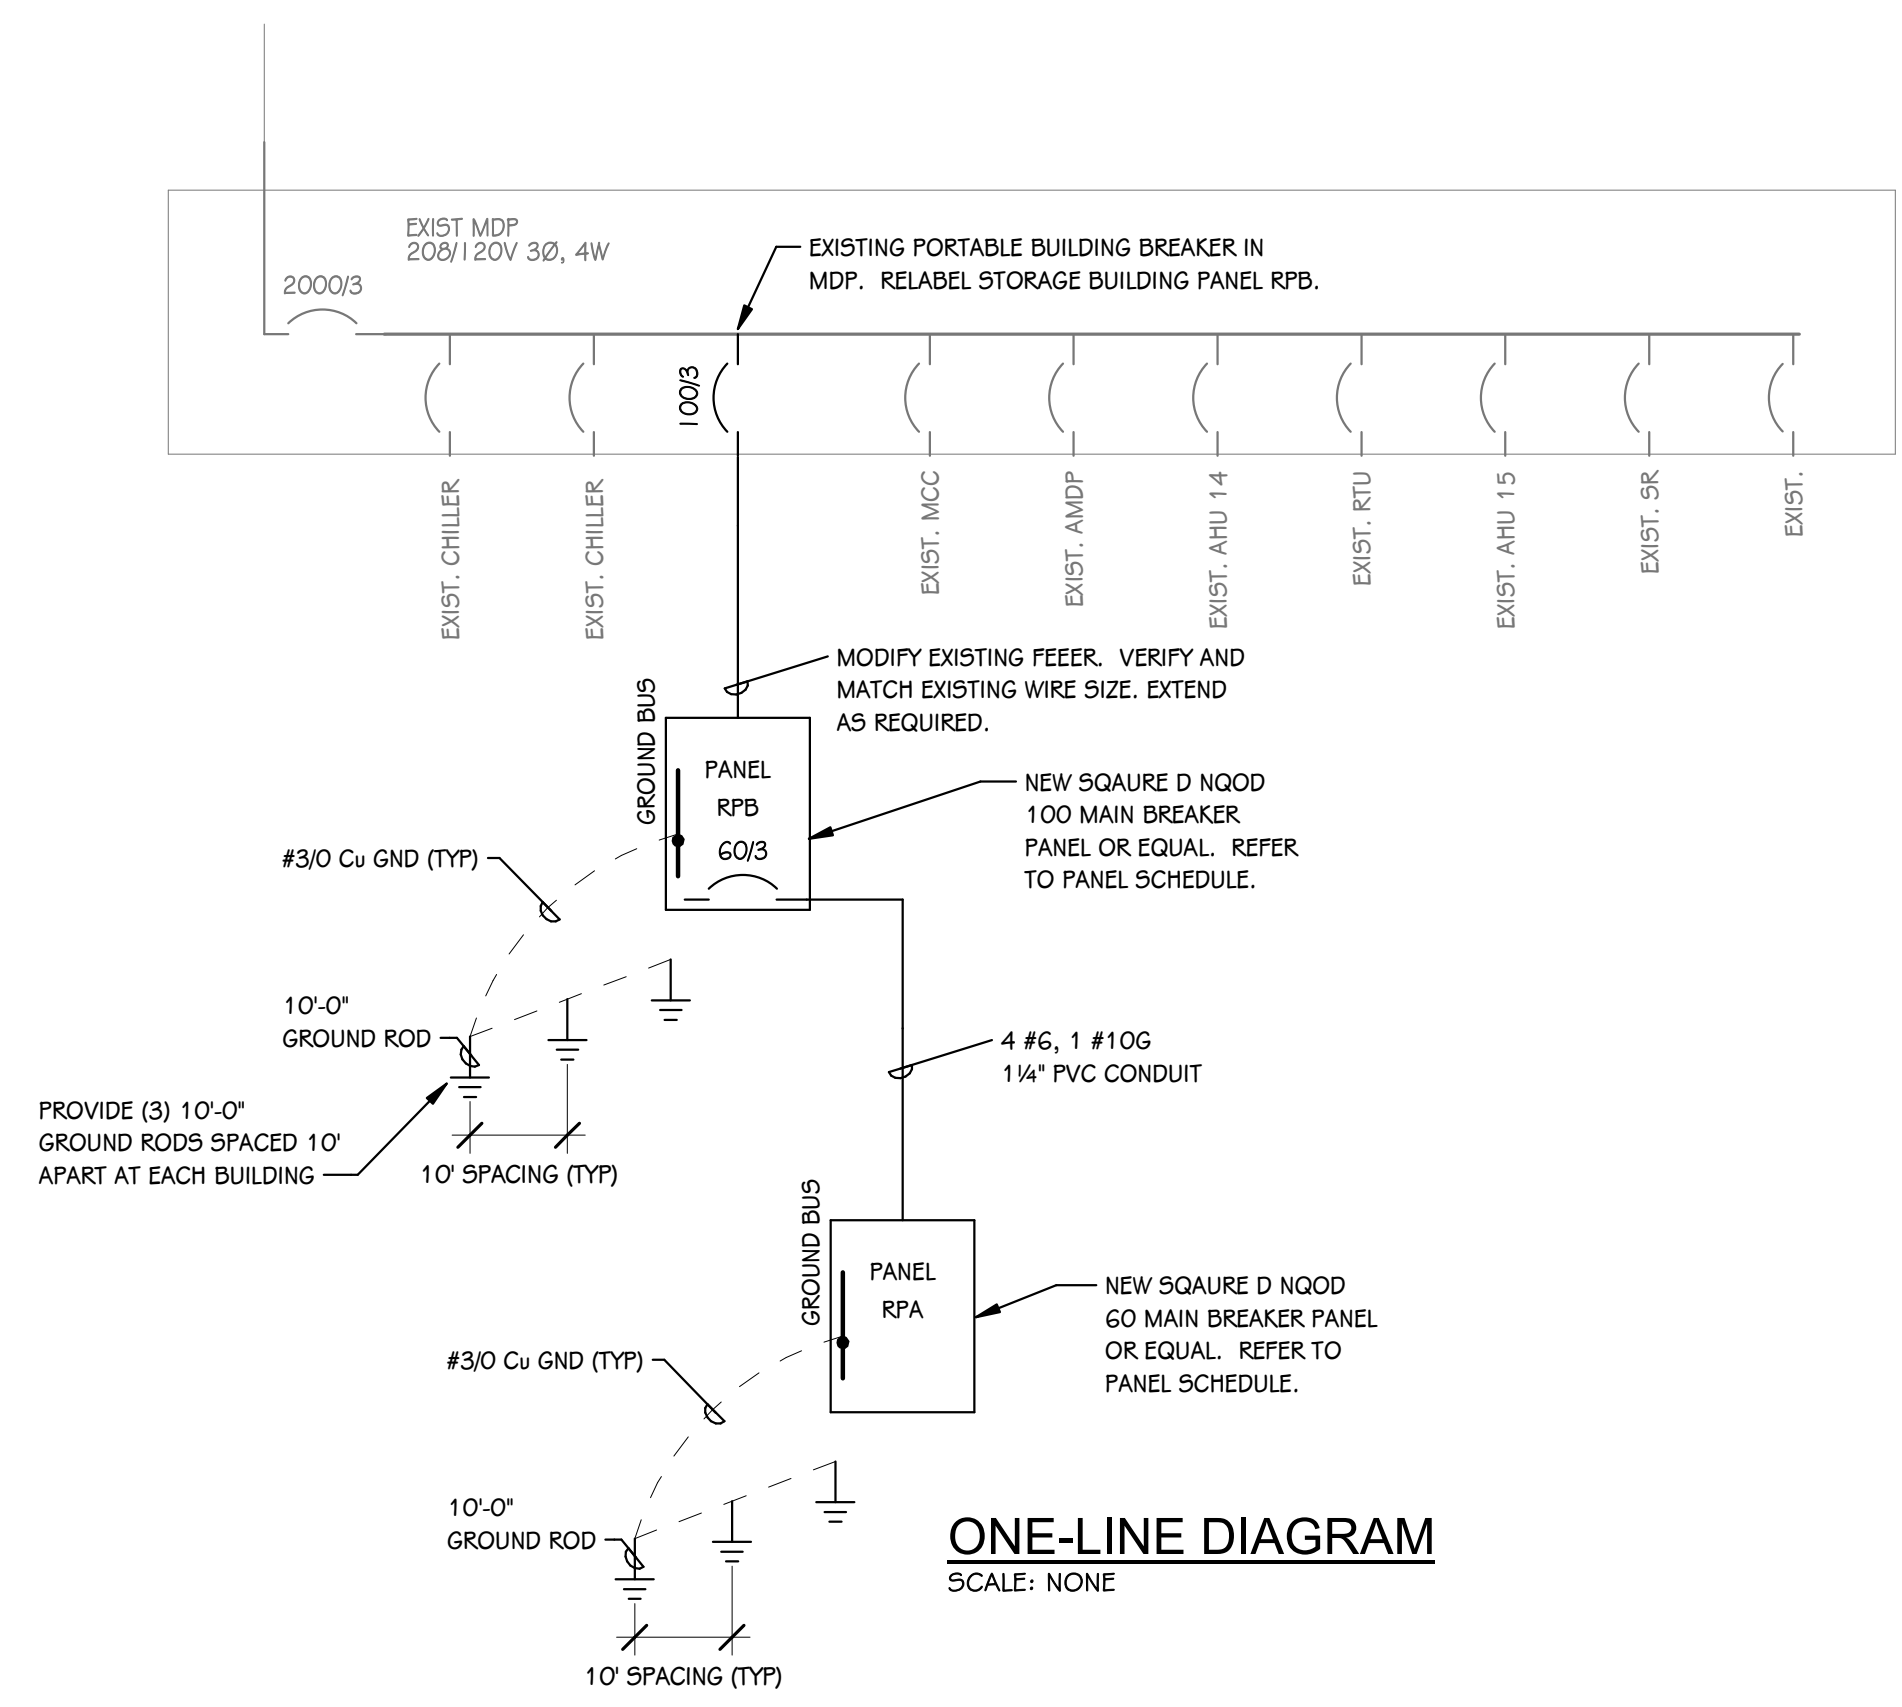 EXIST MDP
208/120V 3Ø, 4W
2000/3
EXISTING PORTABLE BUILDING BREAKER IN
MDP. RELABEL STORAGE BUILDING PANEL RPB.
100/3
EXIST. CHILLER
EXIST. CHILLER
EXIST. MCC
EXIST. AMDP
EXIST. AHU 14
EXIST. RTU
EXIST. AHU 15
EXIST. SR
EXIST.
MODIFY EXISTING FEEER. VERIFY AND
MATCH EXISTING WIRE SIZE. EXTEND
AS REQUIRED.
GROUND BUS
PANEL
RPB
60/3
NEW SQAURE D NQOD
100 MAIN BREAKER
PANEL OR EQUAL. REFER
TO PANEL SCHEDULE.
#3/0 Cu GND (TYP)
10'-0"
GROUND ROD
PROVIDE (3) 10'-0"
GROUND RODS SPACED 10'
APART AT EACH BUILDING
10' SPACING (TYP)
4 #6, 1 #10G
1¼" PVC CONDUIT
GROUND BUS
PANEL
RPA
NEW SQAURE D NQOD
60 MAIN BREAKER PANEL
OR EQUAL. REFER TO
PANEL SCHEDULE.
#3/0 Cu GND (TYP)
10'-0"
GROUND ROD
10' SPACING (TYP)
ONE-LINE DIAGRAM
SCALE: NONE